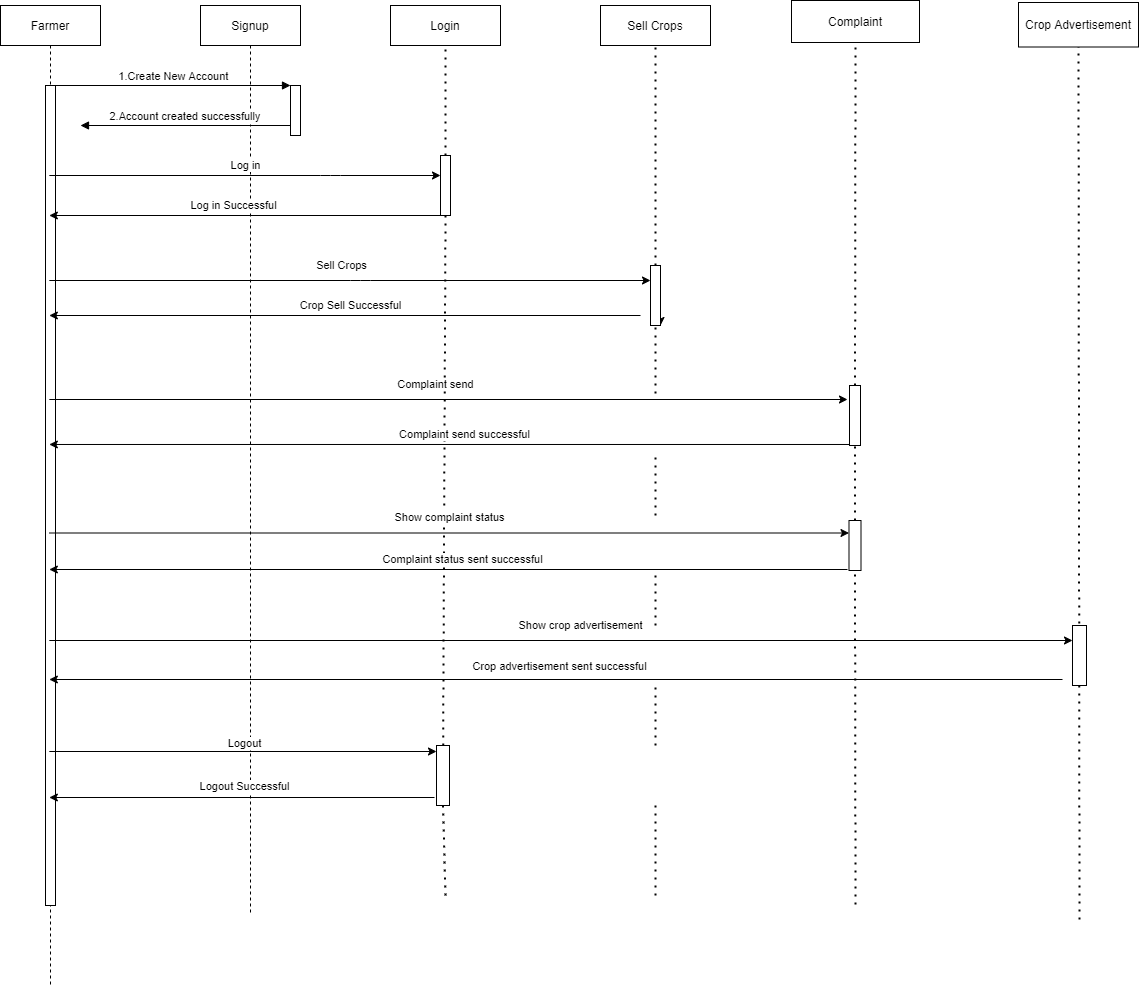 Farmer
Signup
Login
Sell Crops
Complaint
Crop Advertisement
1.Create New Account
2.Account created successfully
Log in
Log in Successful
Sell Crops
Crop Sell Successful
Complaint send
Complaint send successful
Show complaint status
Complaint status sent successful
Show crop advertisement
Crop advertisement sent successful
Logout
Logout Successful